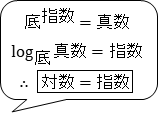 底^指数 = 真数
log_底 真数 = 指数
∴ 対数 = 指数